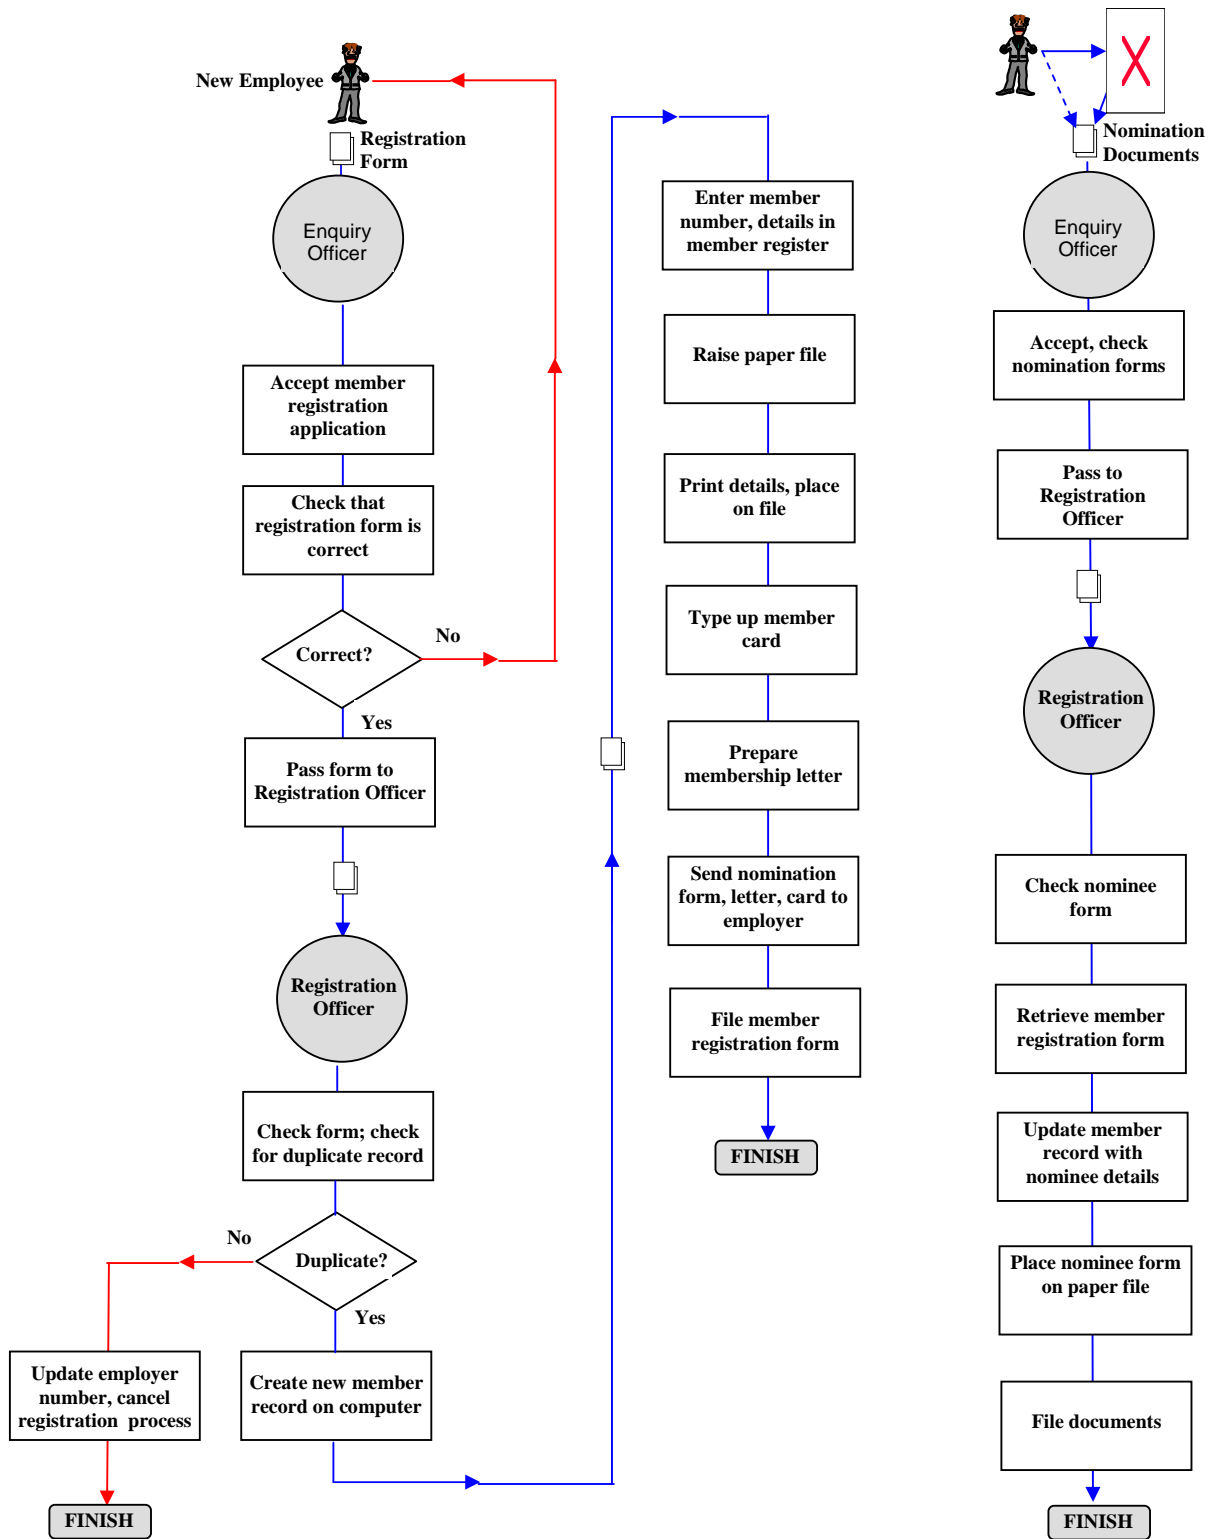 New Employee
Registration
Form
Enquiry
Officer
Accept member
registration
application
Check that
registration form is
correct
Correct?
No
Yes
Pass form to
Registration Officer
Registration
Officer
Check form; check
for duplicate record
No
Duplicate?
Yes
Update employer
number, cancel
registration process
Create new member
record on computer
FINISH
Enter member
number, details in
member register
Raise paper file
Print details, place
on file
Type up member
card
Prepare
membership letter
Send nomination
form, letter, card to
employer
File member
registration form
FINISH
X
Nomination
Documents
Enquiry
Officer
Accept, check
nomination forms
Pass to
Registration
Officer
Registration
Officer
Check nominee
form
Retrieve member
registration form
Update member
record with
nominee details
Place nominee form
on paper file
File documents
FINISH